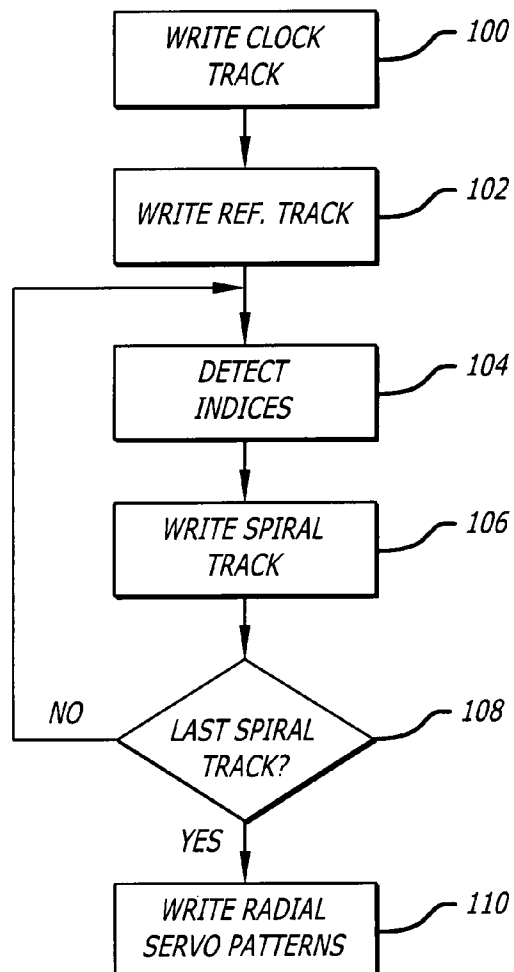 WRITE CLOCK
TRACK
100
WRITE REF. TRACK
102
DETECT
INDICES
104
WRITE SPIRAL
TRACK
106
NO
LAST SPIRAL
TRACK?
108
YES
WRITE RADIAL
SERVO PATTERNS
110